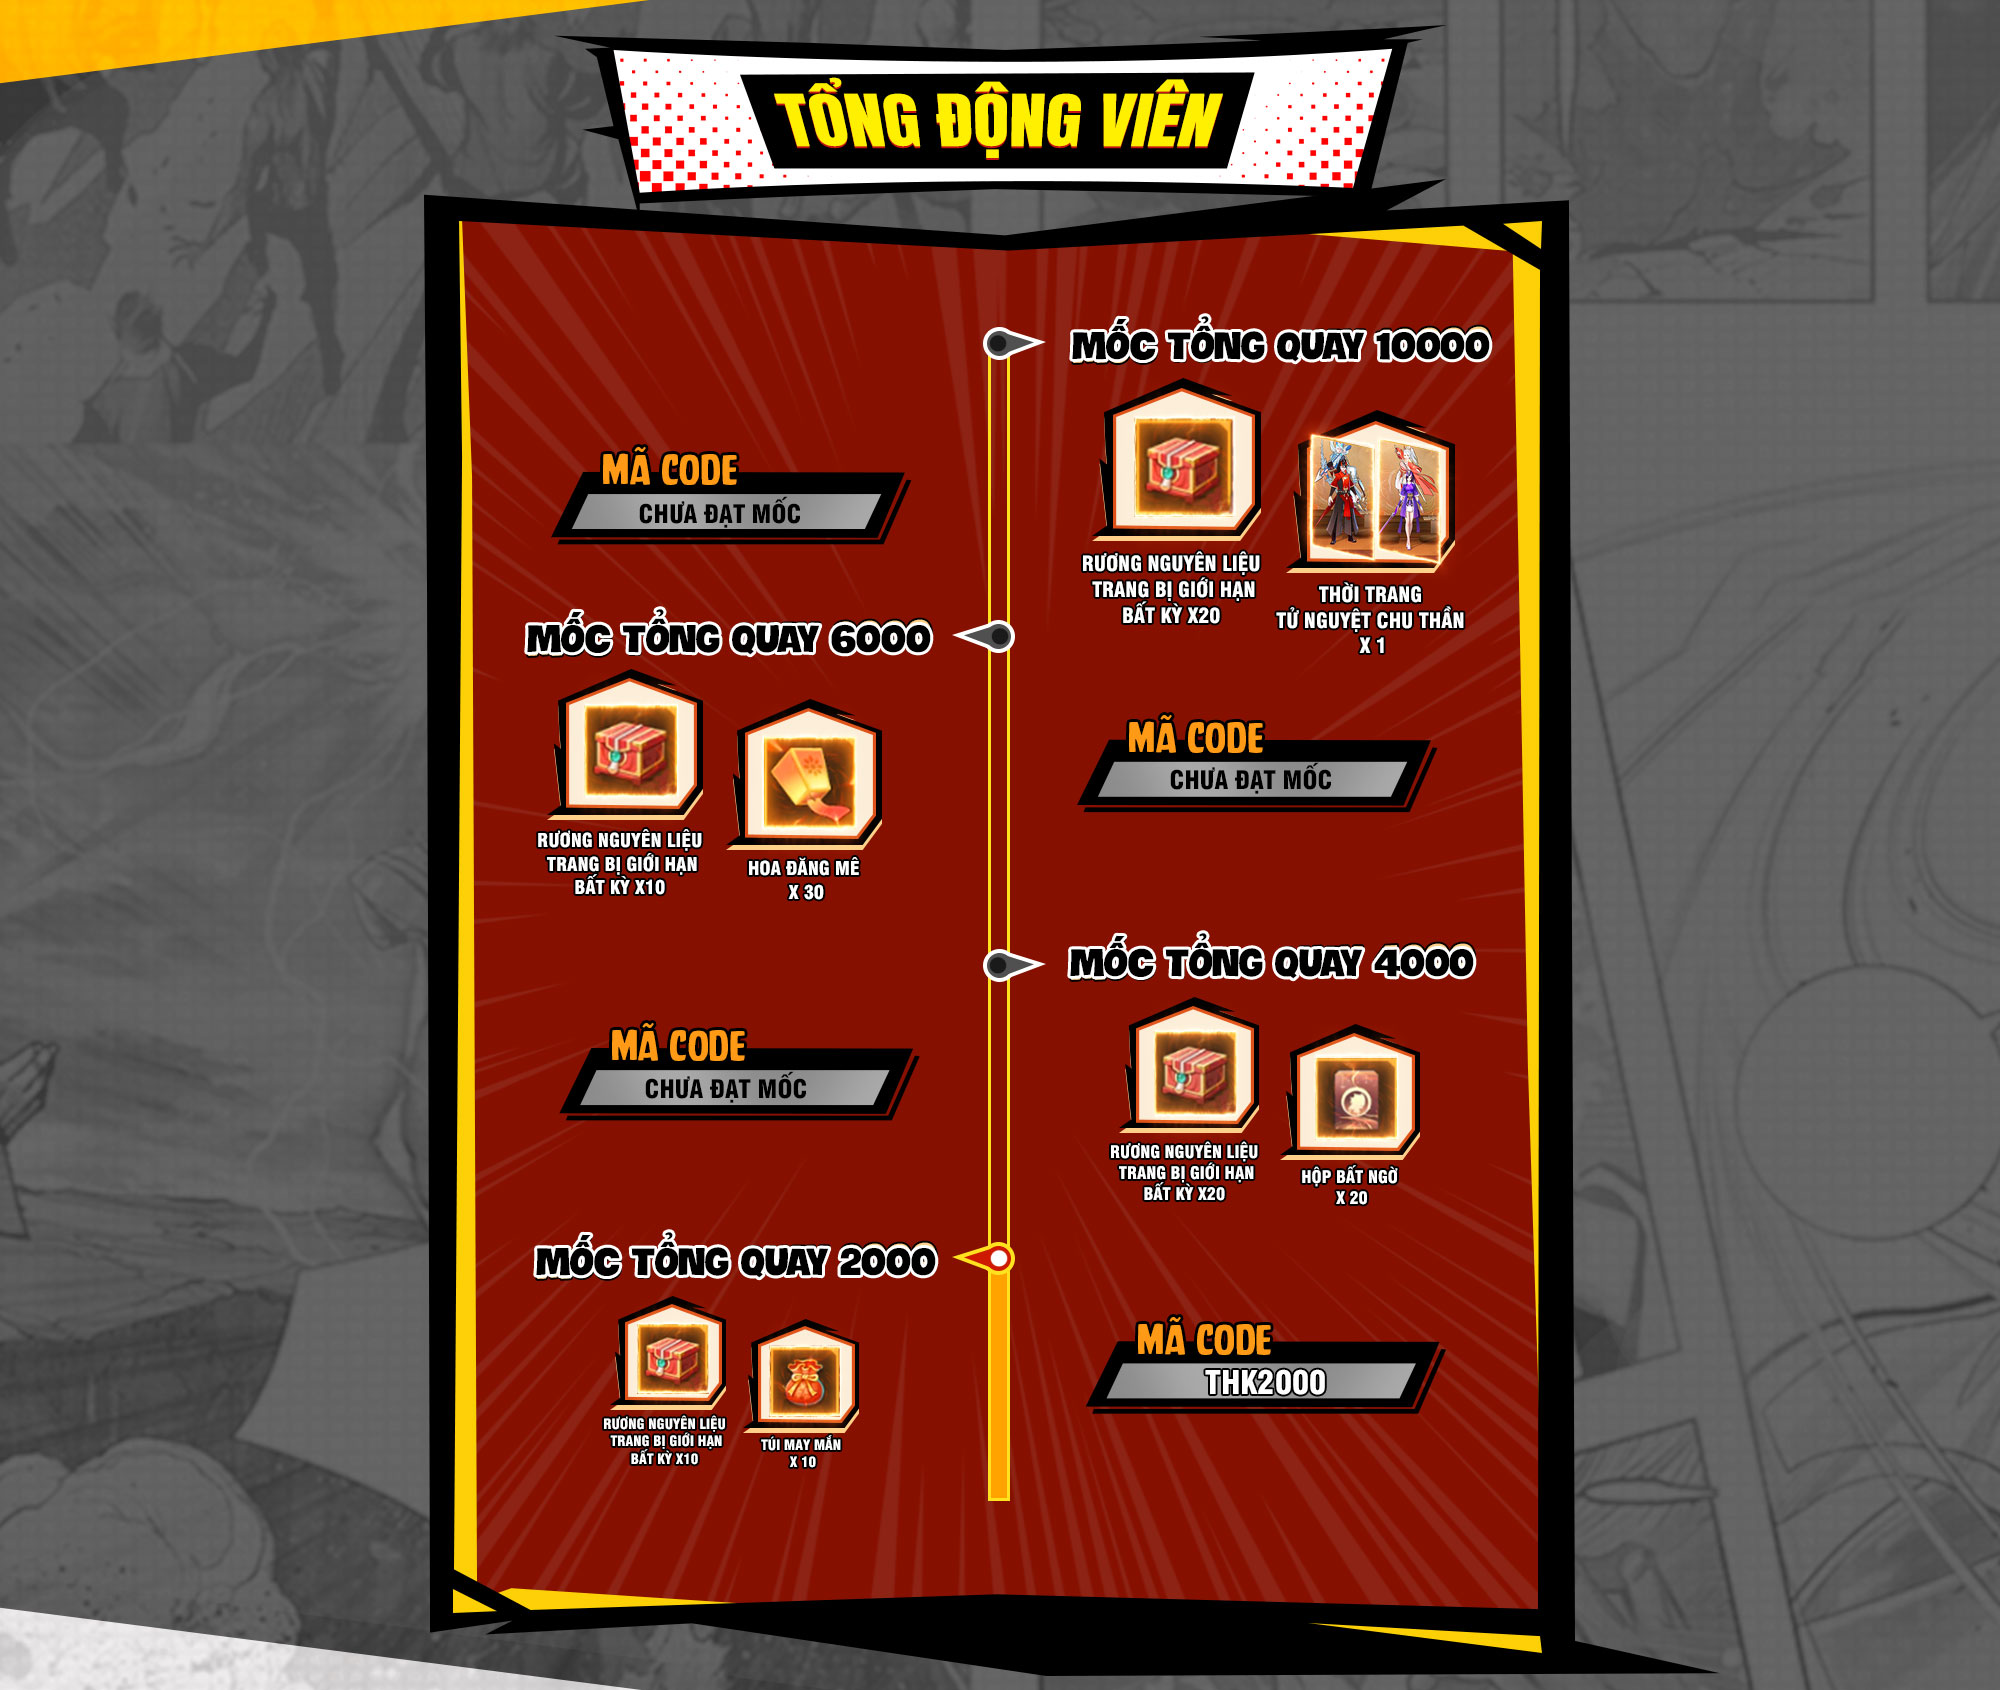 TỔNG ĐỘNG VIÊN
MỐC TỔNG QUAY 10000
RƯƠNG NGUYÊN LIỆU
TRANG BỊ GIỚI HẠN
BẤT KỲ X20
THỜI TRANG
TỬ NGUYỆT CHU THẦN
X 1
MÃ CODE
CHƯA ĐẠT MỐC
MỐC TỔNG QUAY 6000
RƯƠNG NGUYÊN LIỆU
TRANG BỊ GIỚI HẠN
BẤT KỲ X10
HOA ĐĂNG MÊ
X 30
MÃ CODE
CHƯA ĐẠT MỐC
MỐC TỔNG QUAY 4000
RƯƠNG NGUYÊN LIỆU
TRANG BỊ GIỚI HẠN
BẤT KỲ X20
HỘP BẤT NGỜ
X 20
MÃ CODE
CHƯA ĐẠT MỐC
MỐC TỔNG QUAY 2000
RƯƠNG NGUYÊN LIỆU
TRANG BỊ GIỚI HẠN
BẤT KỲ X10
TÚI MAY MẮN
X 10
MÃ CODE
THK2000